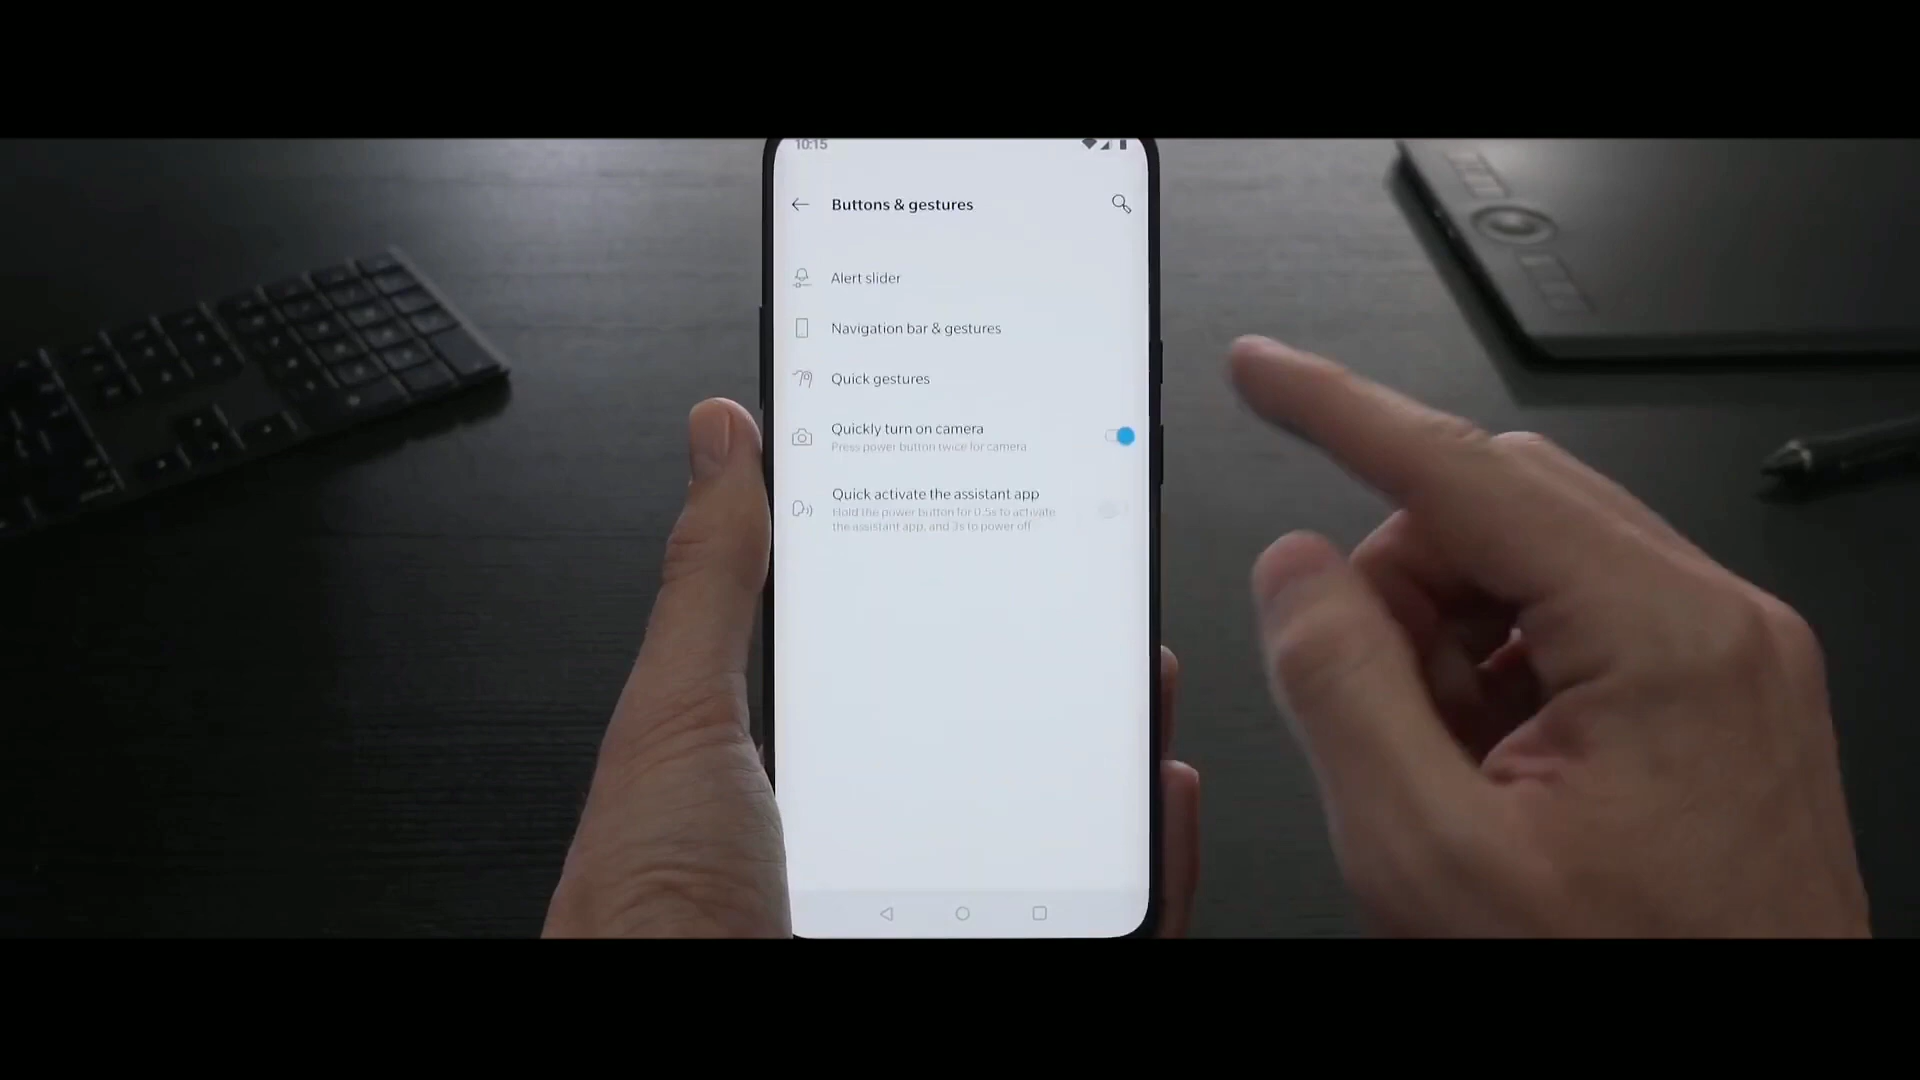 10:15
Buttons & gestures
Alert slider
Navigation bar & gestures
Quick gestures
Quickly turn on camera
Press power button twice for camera
Quick activate the assistant app
Hold the power button for 0.5s to activate
the assistant app, and 3s to power off